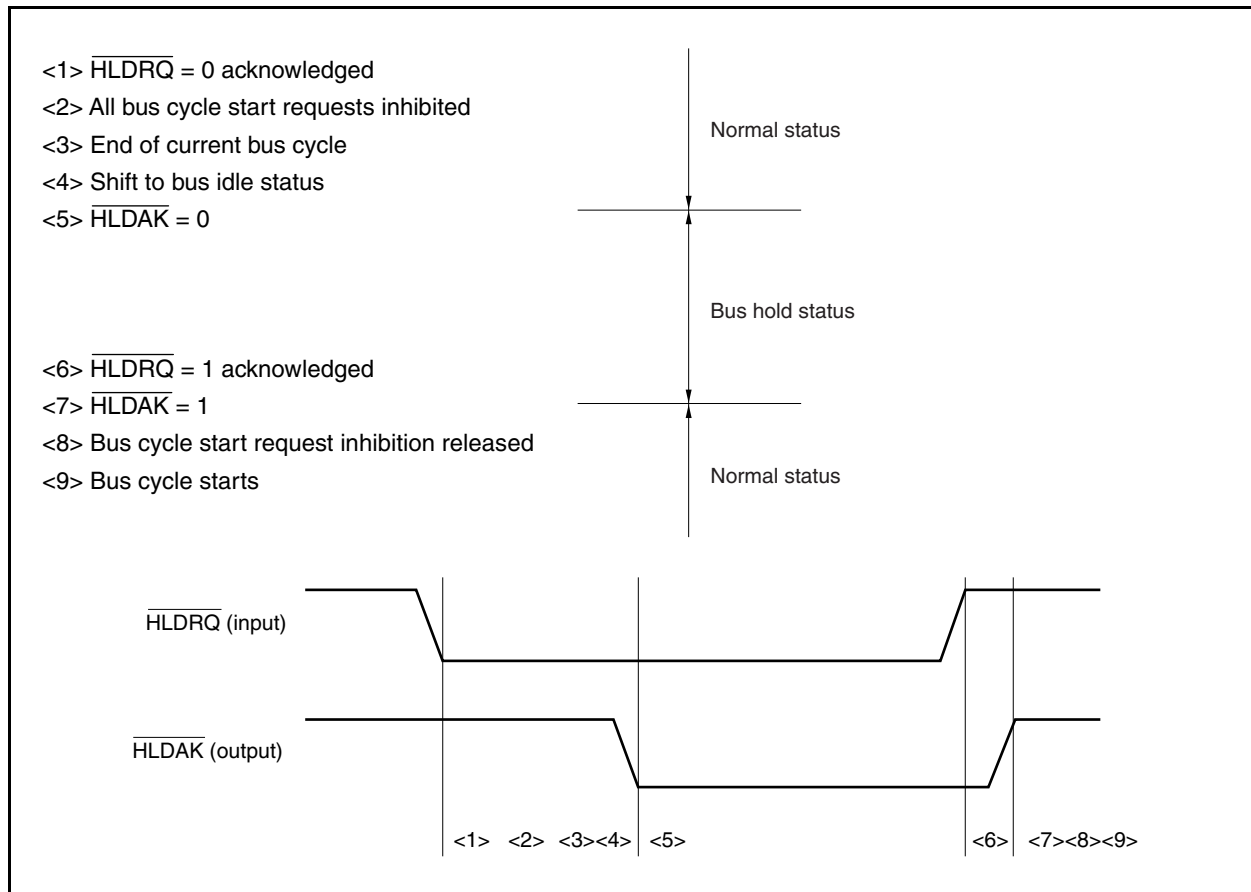 <1> HLDRQ = 0 acknowledged
<2> All bus cycle start requests inhibited
<3> End of current bus cycle
<4> Shift to bus idle status
<5> HLDAK = 0
<6> HLDRQ = 1 acknowledged
<7> HLDAK = 1
<8> Bus cycle start request inhibition released
<9> Bus cycle starts
Normal status
Bus hold status
Normal status
HLDRQ (input)
HLDAK (output)
<1> <2> <3><4> <5> <6> <7><8><9>